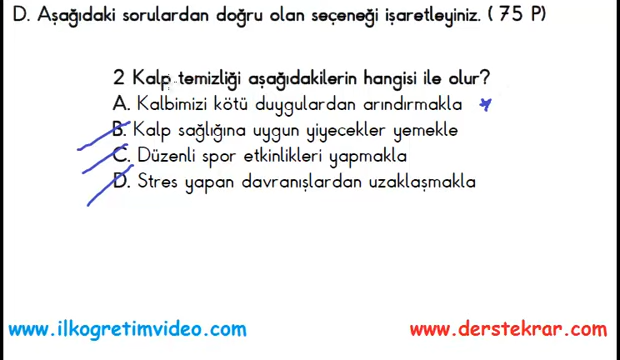 D. Aşağıdaki sorulardan doğru olan seçeneği işaretleyiniz. ( 75 P)
2 Kalp temizliği aşağıdakilerin hangisi ile olur?
A. Kalbimizi kötü duygulardan arındırmakla
B. Kalp sağlığına uygun yiyecekler yemekle
C. Düzenli spor etkinlikleri yapmakla
D. Stres yapan davranışlardan uzaklaşmakla
www.ilkogretimvideo.com www.derstekrar.com